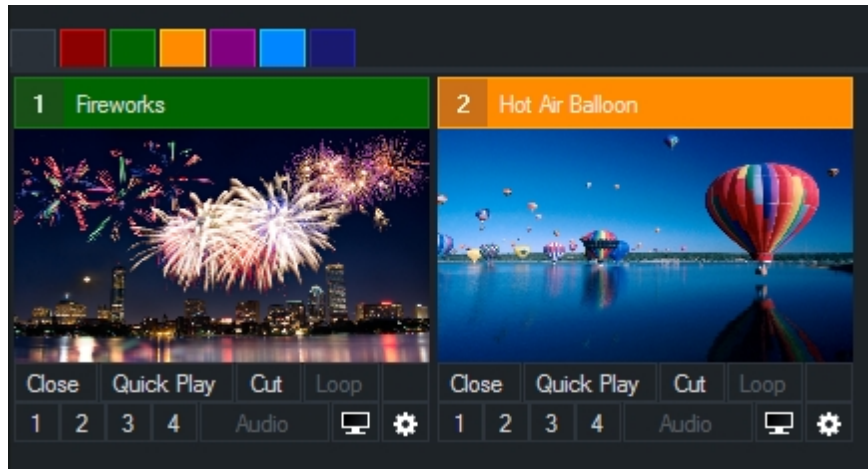 1 Fireworks
2 Hot Air Balloon
Close Quick Play Cut Loop
1 2 3 4 Audio
Close Quick Play Cut Loop
1 2 3 4 Audio